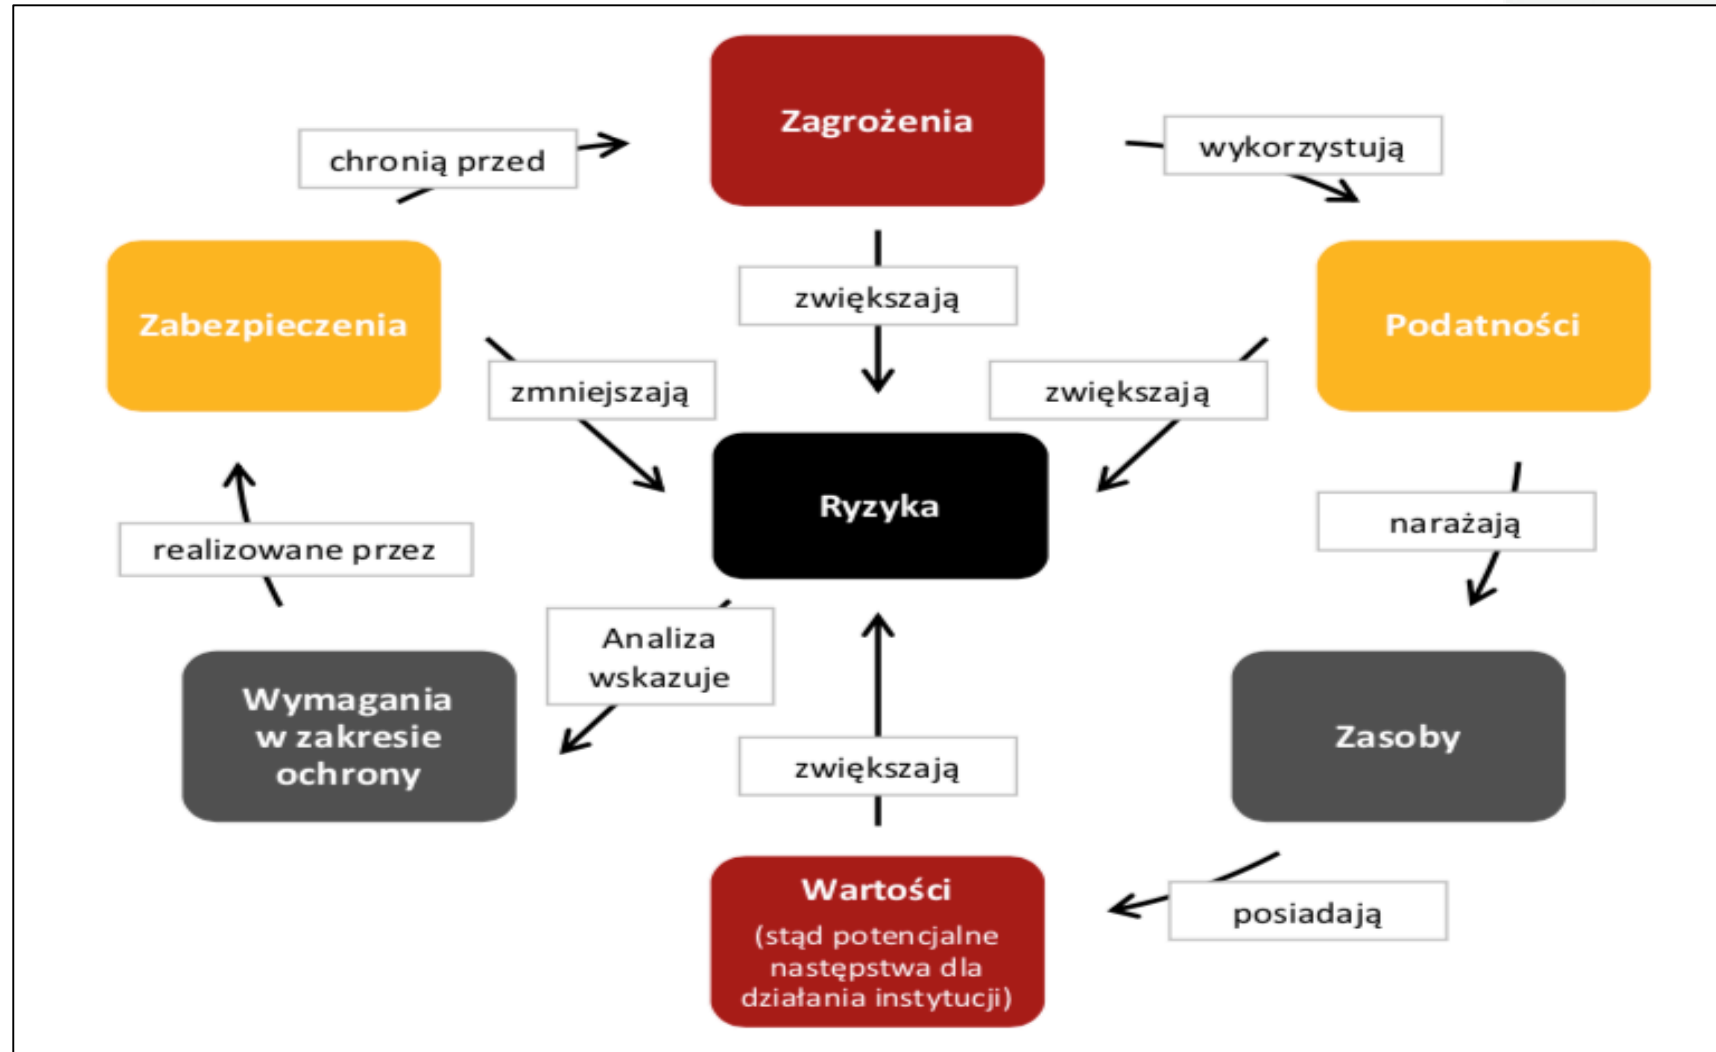 Zagrożenia
chronią przed
wykorzystują
zwiększają
Zabezpieczenia
Podatności
zmniejszają
zwiększają
Ryzyka
realizowane przez
narażają
Analiza
wskazuje
Wymagania
w zakresie
ochrony
Zasoby
zwiększają
Wartości
(stąd potencjalne
następstwa dla
działania instytucji)
posiadają